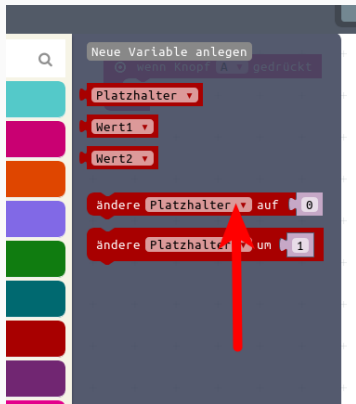 Neue Variable anlegen
wenn Knopf A gedrückt
Platzhalter
Wert1
Wert2
ändere Platzhalter auf 0
ändere Platzhalter um 1